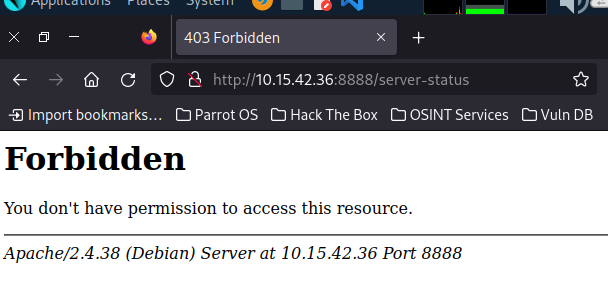 Applications Places System
403 Forbidden
http://10.15.42.36:8888/server-status
Import bookmarks... Parrot OS Hack The Box OSINT Services Vuln DB
Forbidden
You don't have permission to access this resource.
Apache/2.4.38 (Debian) Server at 10.15.42.36 Port 8888